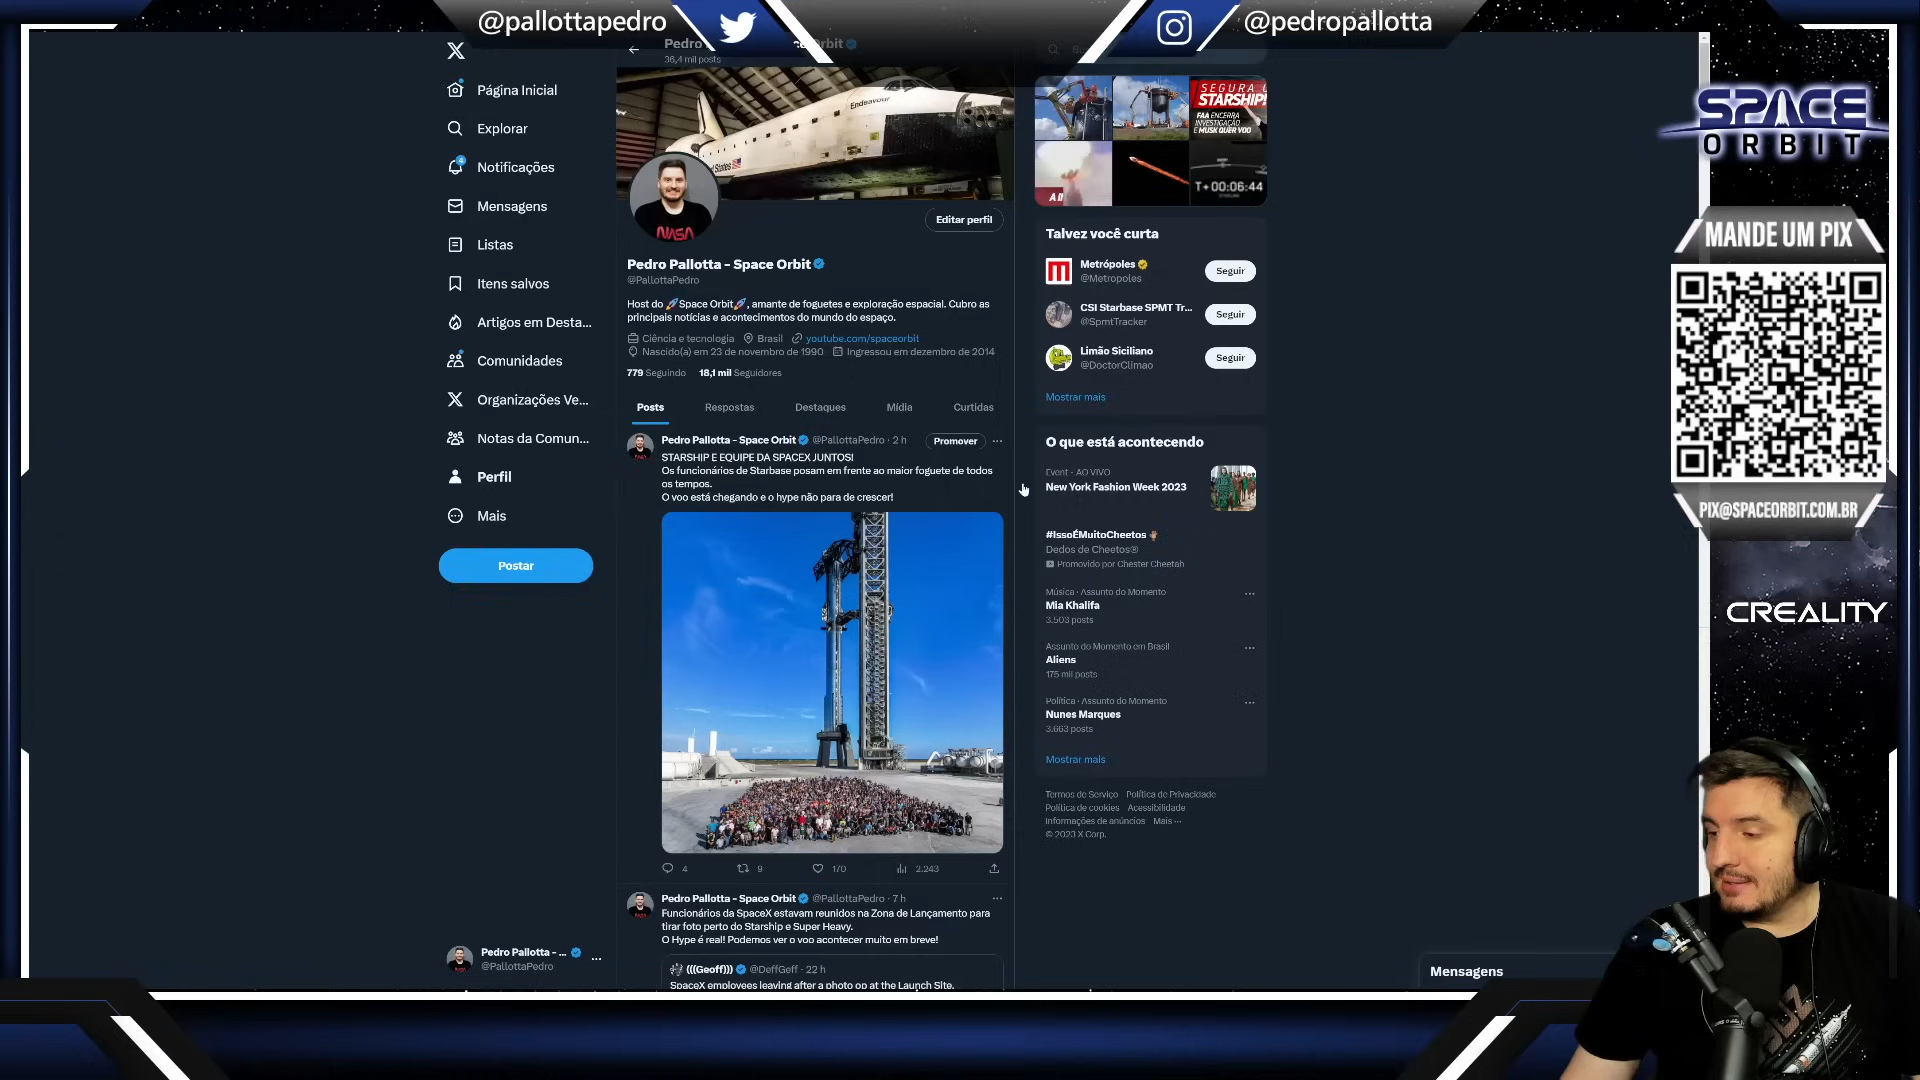 @pallottapedro
@pedropallotta
Página Inicial
Explorar
4
Notificações
Mensagens
Listas
Itens salvos
Artigos em Desta...
Comunidades
Organizações Ve...
Notas da Comun...
Perfil
Mais
Postar
Pedro Pallotta - ...
@PallottaPedro
Pedro
36,4 mil posts
Endeavour
NASA
Editar perfil
Pedro Pallotta - Space Orbit
@PallottaPedro
Host do 🚀Space Orbit🚀, amante de foguetes e exploração espacial. Cubro as
principais notícias e acontecimentos do mundo do espaço.
Ciência e tecnologia Brasil youtube.com/spaceorbit
Nascido(a) em 23 de novembro de 1990 Ingressou em dezembro de 2014
779 Seguindo 18,1 mil Seguidores
Posts Respostas Destaques Mídia Curtidas
Pedro Pallotta - Space Orbit @PallottaPedro · 2 h Promover ...
STARSHIP E EQUIPE DA SPACEX JUNTOS!
Os funcionários de Starbase posam em frente ao maior foguete de todos
os tempos.
O voo está chegando e o hype não para de crescer!
4 9 170 2.243
Pedro Pallotta - Space Orbit @PallottaPedro · 7 h ...
Funcionários da SpaceX estavam reunidos na Zona de Lançamento para
tirar foto perto do Starship e Super Heavy.
O Hype é real! Podemos ver o voo acontecer muito em breve!
(((Geoff))) @DeffGeff · 22 h
SpaceX employees leaving after a photo op at the Launch Site.
STARSHIP!
FAA ENCERRA
INVESTIGAÇÃO
E MUSK QUER VOO
T+00:06:44
Talvez você curta
Metrópoles
@Metropoles
Seguir
CSI Starbase SPMT Tr...
@SpmtTracker
Seguir
Limão Siciliano
@DoctorClimao
Seguir
Mostrar mais
O que está acontecendo
Event · AO VIVO
New York Fashion Week 2023
#IssoÉMuitoCheetos
Dedos de Cheetos®
Promovido por Chester Cheetah
Música · Assunto do Momento
Mia Khalifa
3.503 posts
Assunto do Momento em Brasil
Aliens
175 mil posts
Política · Assunto do Momento
Nunes Marques
3.663 posts
Mostrar mais
Termos de Serviço Política de Privacidade
Política de cookies Acessibilidade
Informações de anúncios Mais ...
© 2023 X Corp.
Mensagens
SPACE
ORBIT
MANDE UM PIX
PIX@SPACEORBIT.COM.BR
CREALITY